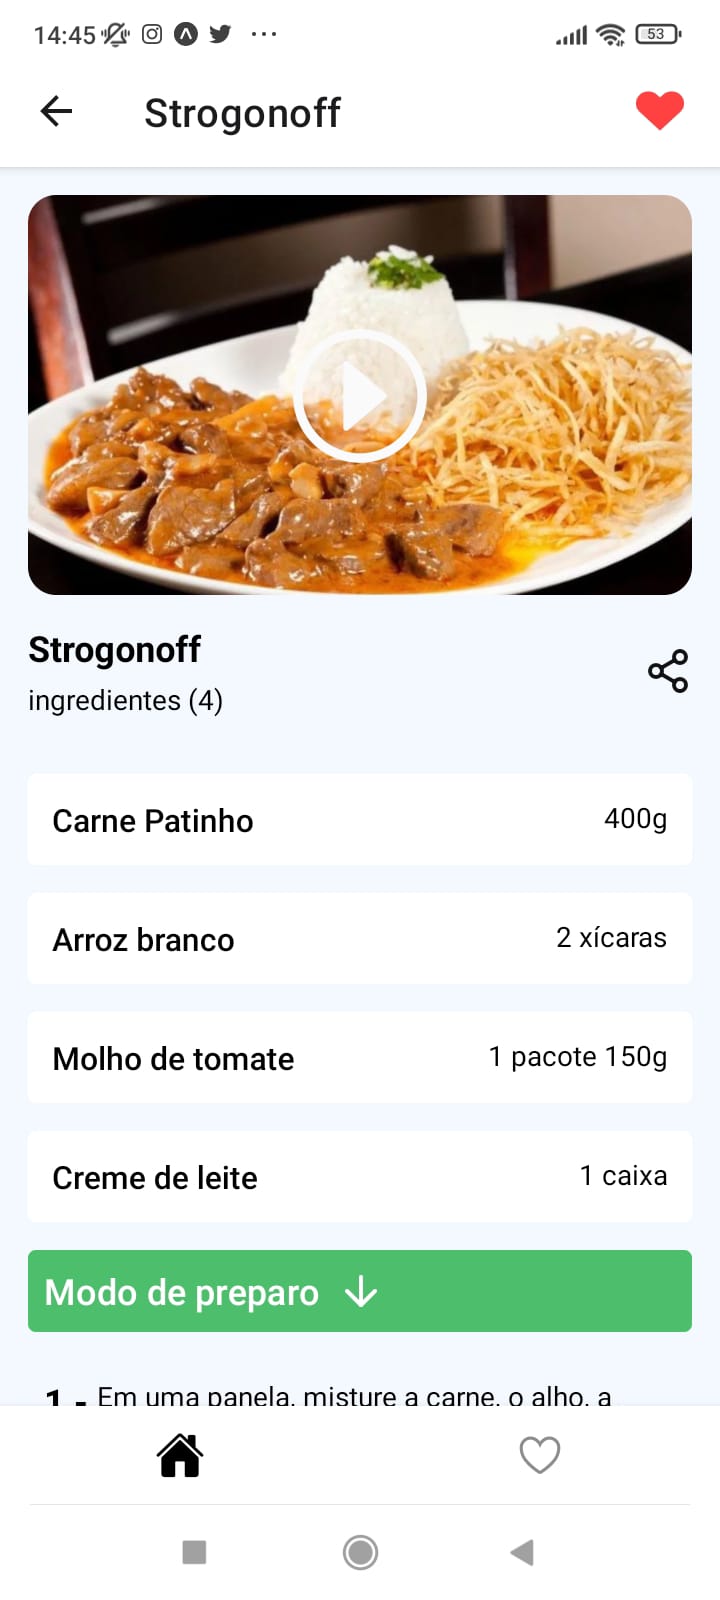 14:45
53
Strogonoff
Strogonoff
ingredientes (4)
Carne Patinho 400g
Arroz branco 2 xícaras
Molho de tomate 1 pacote 150g
Creme de leite 1 caixa
Modo de preparo
1 - Em uma panela, misture a carne, o alho, a